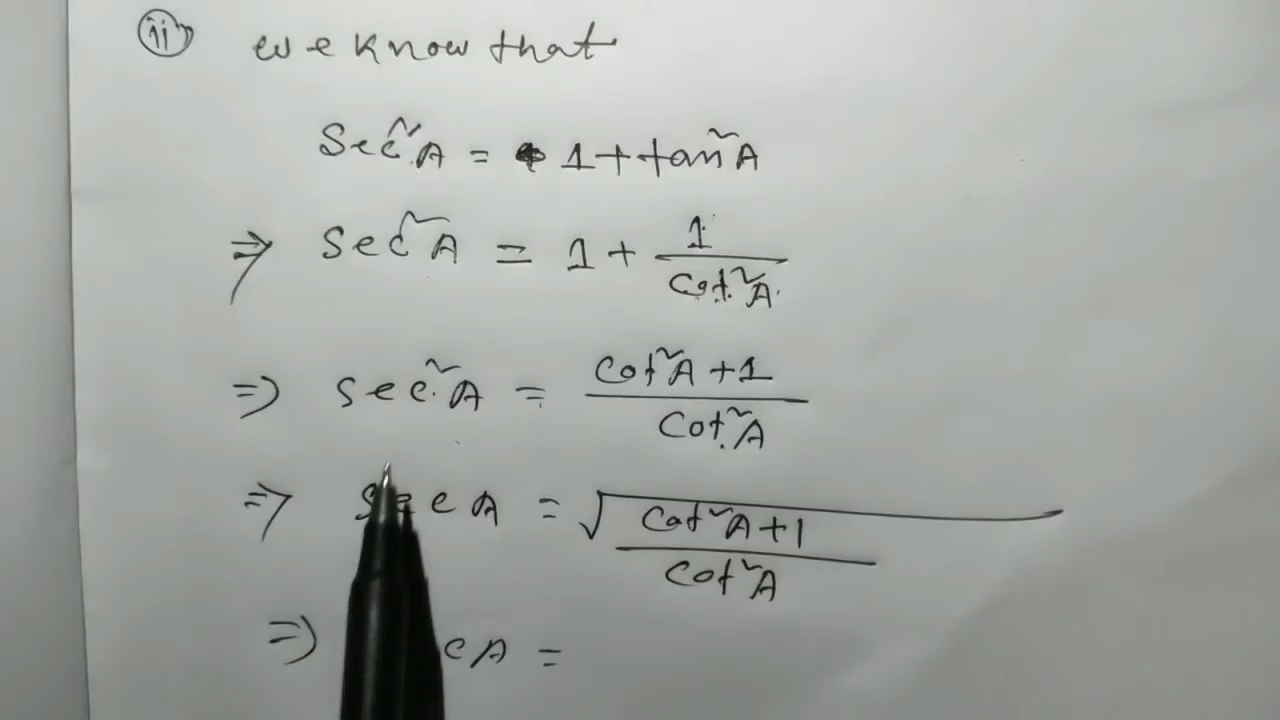 (ii) we know that
Sec²A = 1 + tan²A
⇒ Sec²A = 1 + 1/Cot²A
⇒ Sec²A = (Cot²A + 1)/Cot²A
⇒ SecA = √((Cot²A + 1)/Cot²A)
⇒ cA =